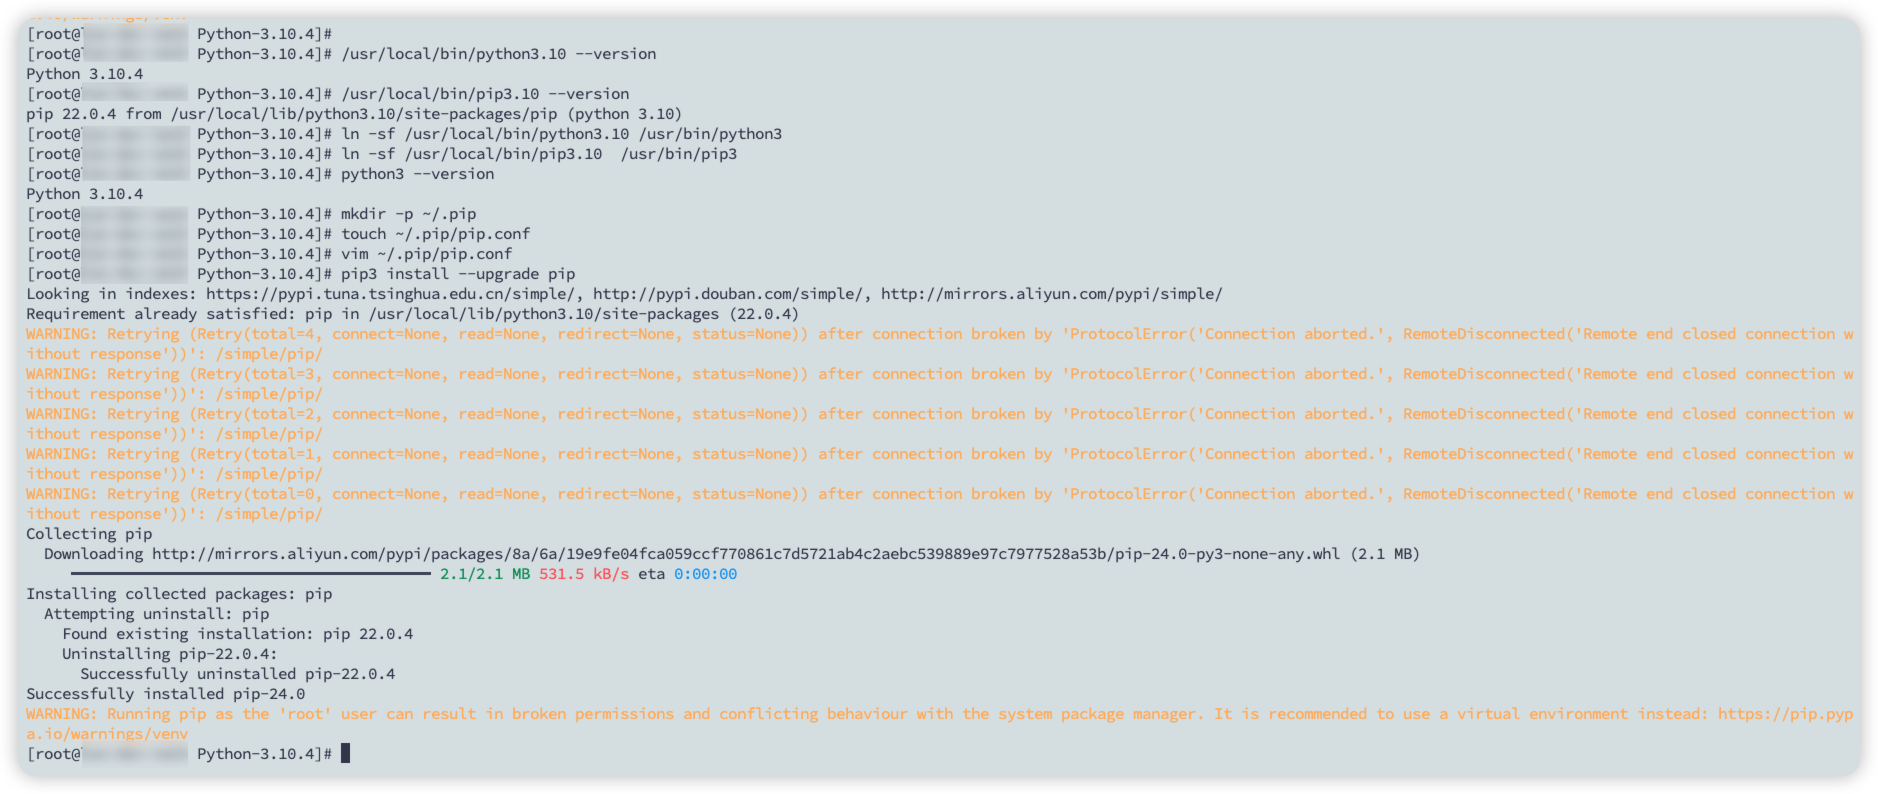 [root@ Python-3.10.4]#
[root@ Python-3.10.4]# /usr/local/bin/python3.10 --version
Python 3.10.4
[root@ Python-3.10.4]# /usr/local/bin/pip3.10 --version
pip 22.0.4 from /usr/local/lib/python3.10/site-packages/pip (python 3.10)
[root@ Python-3.10.4]# ln -sf /usr/local/bin/python3.10 /usr/bin/python3
[root@ Python-3.10.4]# ln -sf /usr/local/bin/pip3.10  /usr/bin/pip3
[root@ Python-3.10.4]# python3 --version
Python 3.10.4
[root@ Python-3.10.4]# mkdir -p ~/.pip
[root@ Python-3.10.4]# touch ~/.pip/pip.conf
[root@ Python-3.10.4]# vim ~/.pip/pip.conf
[root@ Python-3.10.4]# pip3 install --upgrade pip
Looking in indexes: https://pypi.tuna.tsinghua.edu.cn/simple/, http://pypi.douban.com/simple/, http://mirrors.aliyun.com/pypi/simple/
Requirement already satisfied: pip in /usr/local/lib/python3.10/site-packages (22.0.4)
WARNING: Retrying (Retry(total=4, connect=None, read=None, redirect=None, status=None)) after connection broken by 'ProtocolError('Connection aborted.', RemoteDisconnected('Remote end closed connection w
ithout response'))': /simple/pip/
WARNING: Retrying (Retry(total=3, connect=None, read=None, redirect=None, status=None)) after connection broken by 'ProtocolError('Connection aborted.', RemoteDisconnected('Remote end closed connection w
ithout response'))': /simple/pip/
WARNING: Retrying (Retry(total=2, connect=None, read=None, redirect=None, status=None)) after connection broken by 'ProtocolError('Connection aborted.', RemoteDisconnected('Remote end closed connection w
ithout response'))': /simple/pip/
WARNING: Retrying (Retry(total=1, connect=None, read=None, redirect=None, status=None)) after connection broken by 'ProtocolError('Connection aborted.', RemoteDisconnected('Remote end closed connection w
ithout response'))': /simple/pip/
WARNING: Retrying (Retry(total=0, connect=None, read=None, redirect=None, status=None)) after connection broken by 'ProtocolError('Connection aborted.', RemoteDisconnected('Remote end closed connection w
ithout response'))': /simple/pip/
Collecting pip
Downloading http://mirrors.aliyun.com/pypi/packages/8a/6a/19e9fe04fca059ccf770861c7d5721ab4c2aebc539889e97c7977528a53b/pip-24.0-py3-none-any.whl (2.1 MB)
2.1/2.1 MB 531.5 kB/s eta 0:00:00
Installing collected packages: pip
Attempting uninstall: pip
Found existing installation: pip 22.0.4
Uninstalling pip-22.0.4:
Successfully uninstalled pip-22.0.4
Successfully installed pip-24.0
WARNING: Running pip as the 'root' user can result in broken permissions and conflicting behaviour with the system package manager. It is recommended to use a virtual environment instead: https://pip.pyp
a.io/warnings/venv
[root@ Python-3.10.4]#